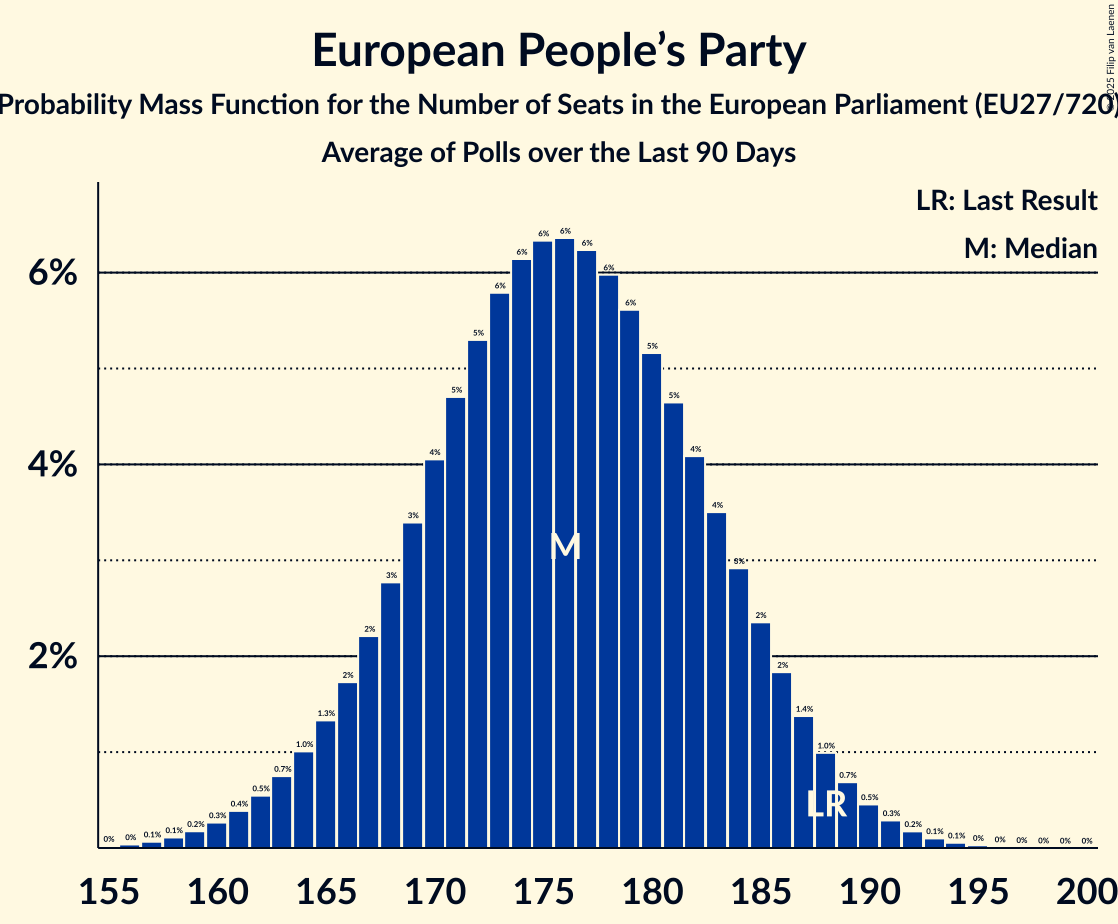 European People’s Party
Probability Mass Function for the Number of Seats in the European Parliament (EU27/720)
Average of Polls over the Last 90 Days
© 2025 Filip van Laenen
LR: Last Result
M: Median
6%
4%
2%
0% 0% 0.1% 0.1% 0.2% 0.3% 0.4% 0.5% 0.7% 1.0% 1.3% 2% 2% 3% 3% 4% 5% 5% 6% 6% 6% 6% 6% 6% 6% 5% 5% 4% 4% 3% 2% 2% 1.4% 1.0% 0.7% 0.5% 0.3% 0.2% 0.1% 0.1% 0% 0% 0% 0% 0% 0%
M
LR
155 160 165 170 175 180 185 190 195 200